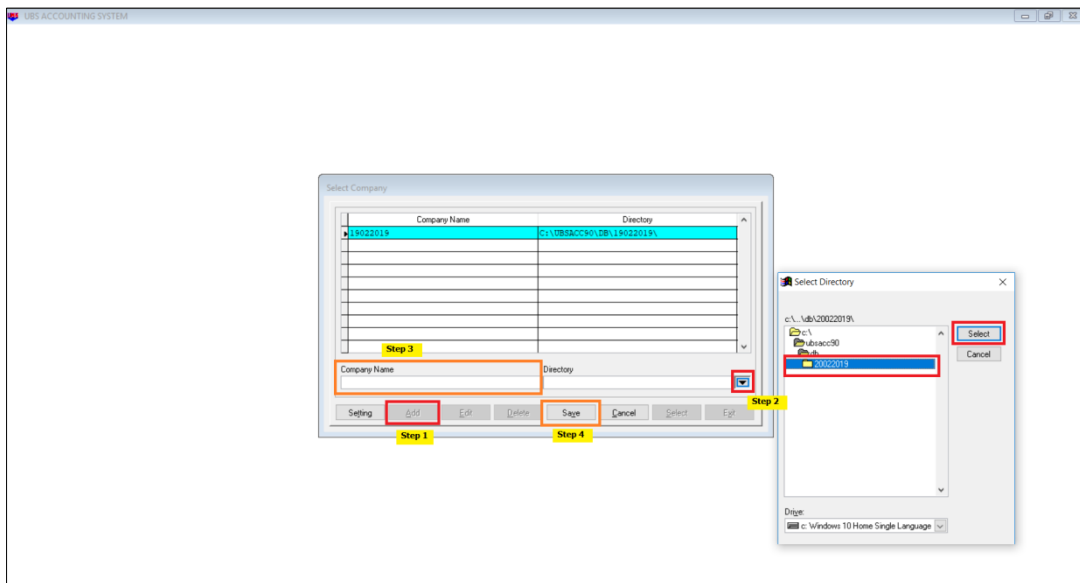 UBS ACCOUNTING SYSTEM
Select Company
Company Name Directory
19022019 C:\UBSACC90\DB\19022019\
Step 3
Company Name Directory
Step 2
Setting Add Edit Delete Save Cancel Select Exit
Step 1 Step 4
Select Directory
c:\...\db\20022019\
c:\
ubsacc90
db
20022019
Select
Cancel
Drive:
c: Windows 10 Home Single Language